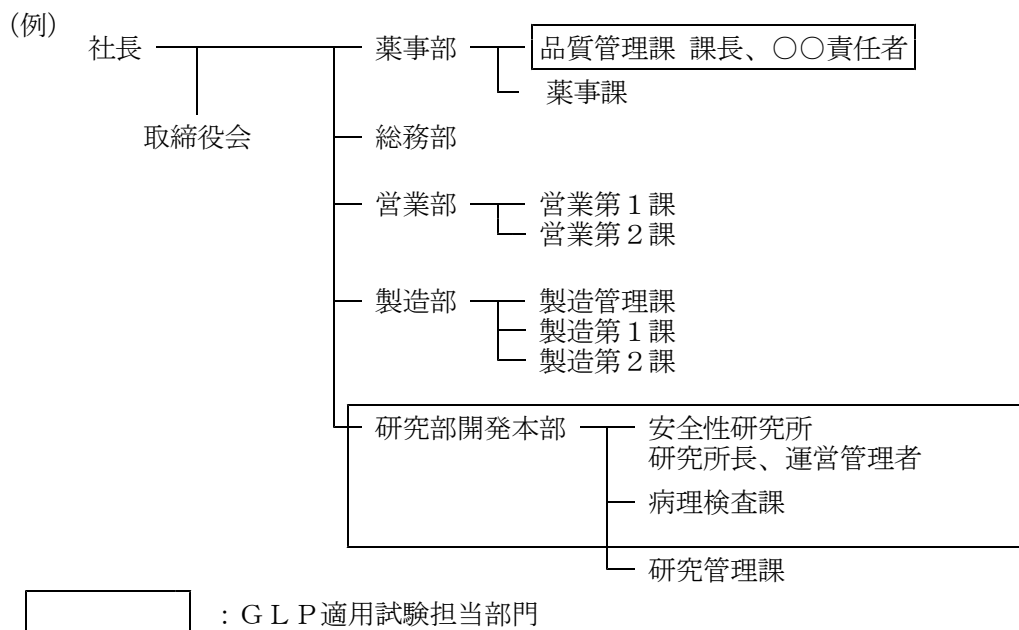 (例)
社長
薬事部
品質管理課 課長、○○責任者
薬事課
取締役会
総務部
営業部
営業第１課
営業第２課
製造部
製造管理課
製造第１課
製造第２課
研究部開発本部
安全性研究所
研究所長、運営管理者
病理検査課
研究管理課
：ＧＬＰ適用試験担当部門